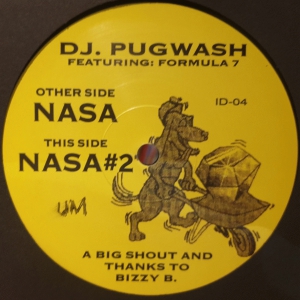 DJ. PUGWASH
FEATURING: FORMULA 7
OTHER SIDE
NASA
ID-04
THIS SIDE
NASA#2
UM
A BIG SHOUT AND
THANKS TO
BIZZY B.